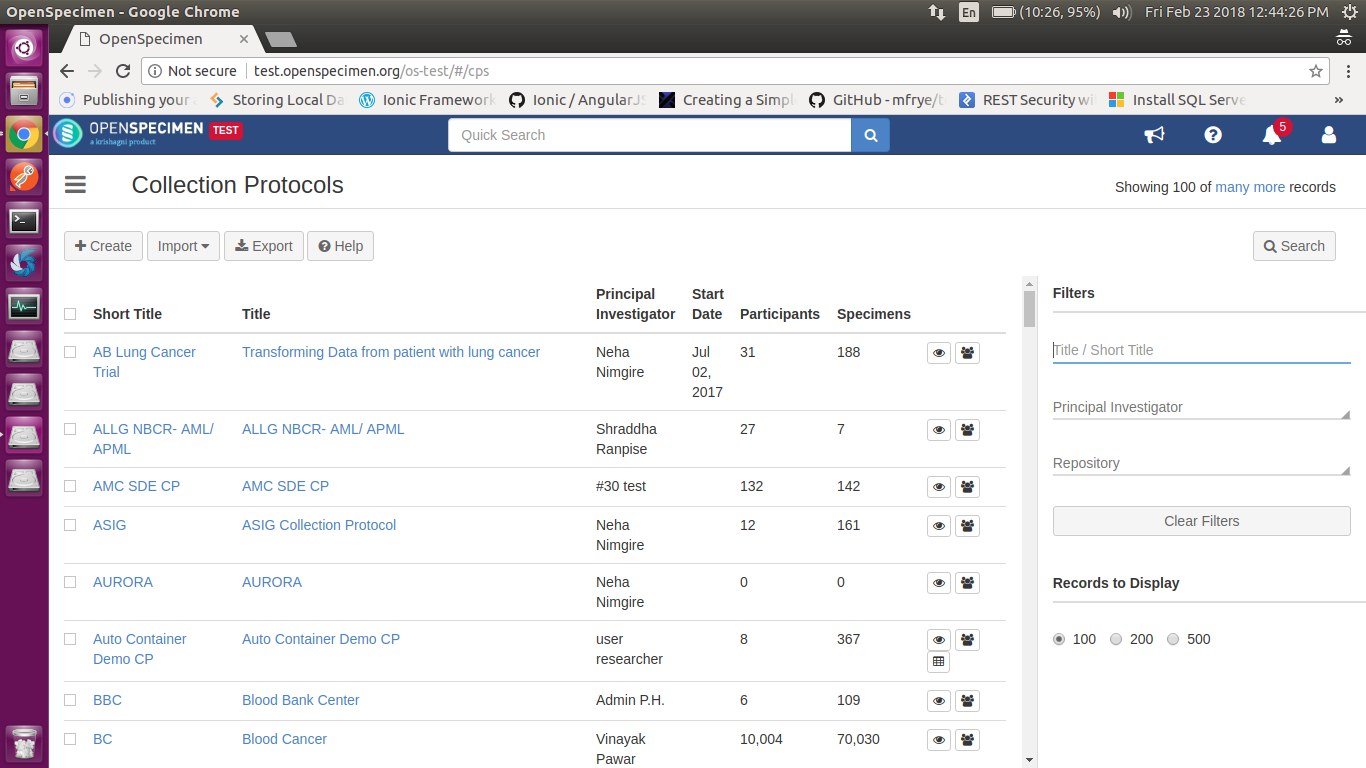 OpenSpecimen - Google Chrome
En
(10:26, 95%)
Fri Feb 23 2018 12:44:26 PM
OpenSpecimen
Not secure
test.openspecimen.org/os-test/#/cps
Publishing your
Storing Local Da
Ionic Framework
Ionic / AngularJS
Creating a Simpl
GitHub - mfrye/t
REST Security wi
Install SQL Serve
»
OPENSPECIMEN
a krishagni product
TEST
Quick Search
5
Collection Protocols
Showing 100 of many more records
Create
Import
Export
Help
Search
Short Title
Title
Principal
Investigator
Start
Date
Participants
Specimens
AB Lung Cancer
Trial
Transforming Data from patient with lung cancer
Neha
Nimgire
Jul
02,
2017
31
188
ALLG NBCR- AML/
APML
ALLG NBCR- AML/ APML
Shraddha
Ranpise
27
7
AMC SDE CP
AMC SDE CP
#30 test
132
142
ASIG
ASIG Collection Protocol
Neha
Nimgire
12
161
AURORA
AURORA
Neha
Nimgire
0
0
Auto Container
Demo CP
Auto Container Demo CP
user
researcher
8
367
BBC
Blood Bank Center
Admin P.H.
6
109
BC
Blood Cancer
Vinayak
Pawar
10,004
70,030
Filters
Title / Short Title
Principal Investigator
Repository
Clear Filters
Records to Display
100
200
500